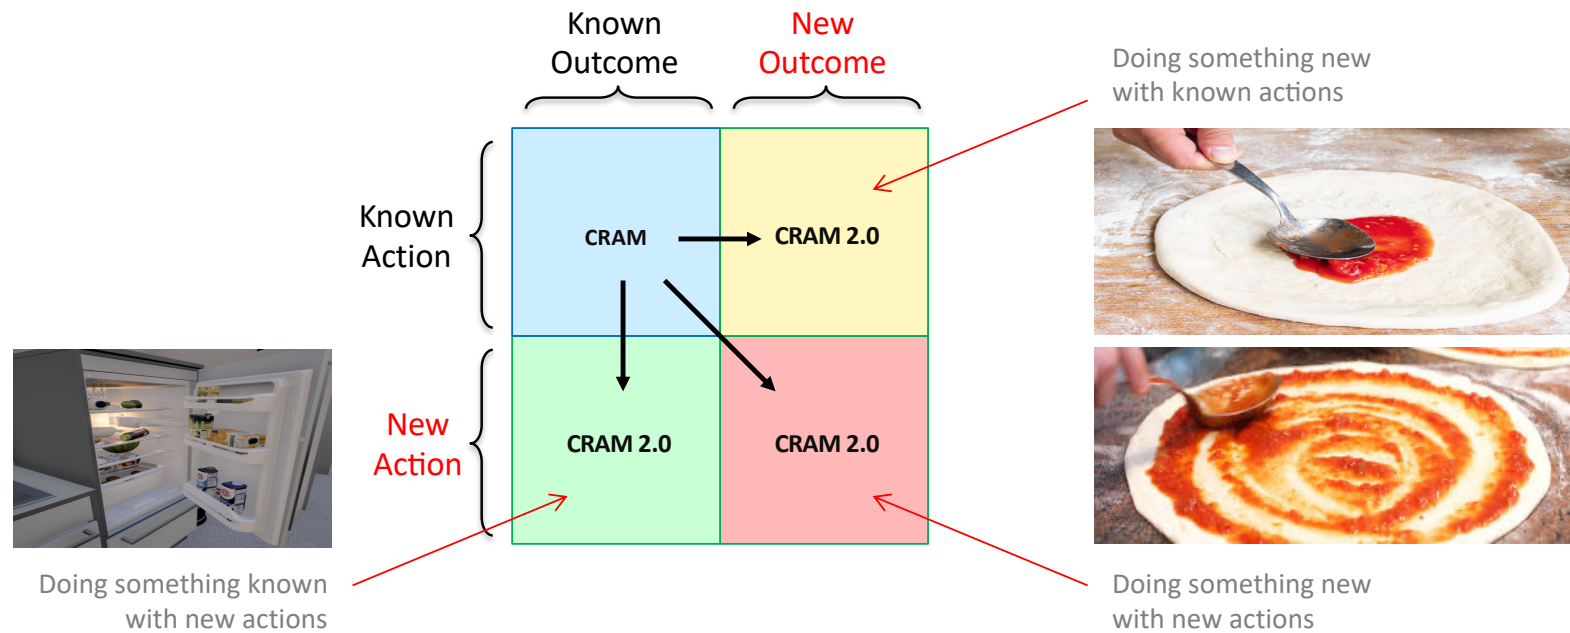 Known
Outcome
New
Outcome
Doing something new
with known actions
Known
Action
CRAM
CRAM 2.0
New
Action
CRAM 2.0
CRAM 2.0
Doing something known
with new actions
Doing something new
with new actions